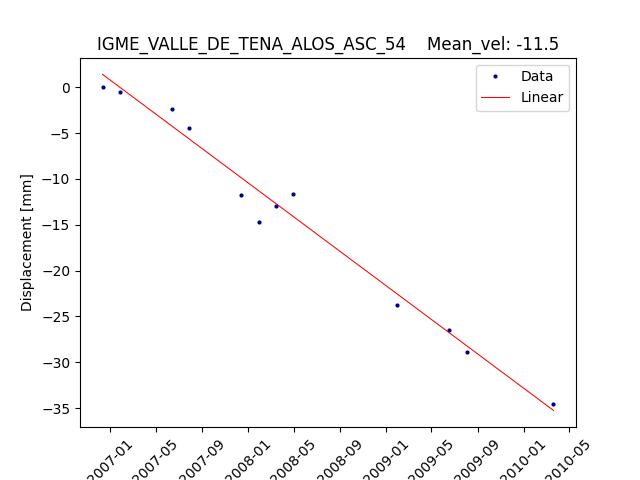 IGME_VALLE_DE_TENA_ALOS_ASC_54    Mean_vel: -11.5
Data
Linear
Displacement [mm]
0
−5
−10
−15
−20
−25
−30
−35
2007-01 2007-05 2007-09 2008-01 2008-05 2008-09 2009-01 2009-05 2009-09 2010-01 2010-05